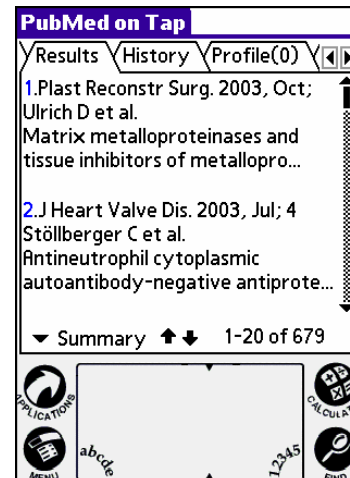 PubMed on Tap
Results History Profile(0)
1.Plast Reconstr Surg. 2003, Oct;
Ulrich D et al.
Matrix metalloproteinases and
tissue inhibitors of metallopro...
2.J Heart Valve Dis. 2003, Jul; 4
Stöllberger C et al.
Antineutrophil cytoplasmic
autoantibody-negative antiprote...
Summary 1-20 of 679
APPLICATIONS
MENU
abcde
12345
FIND